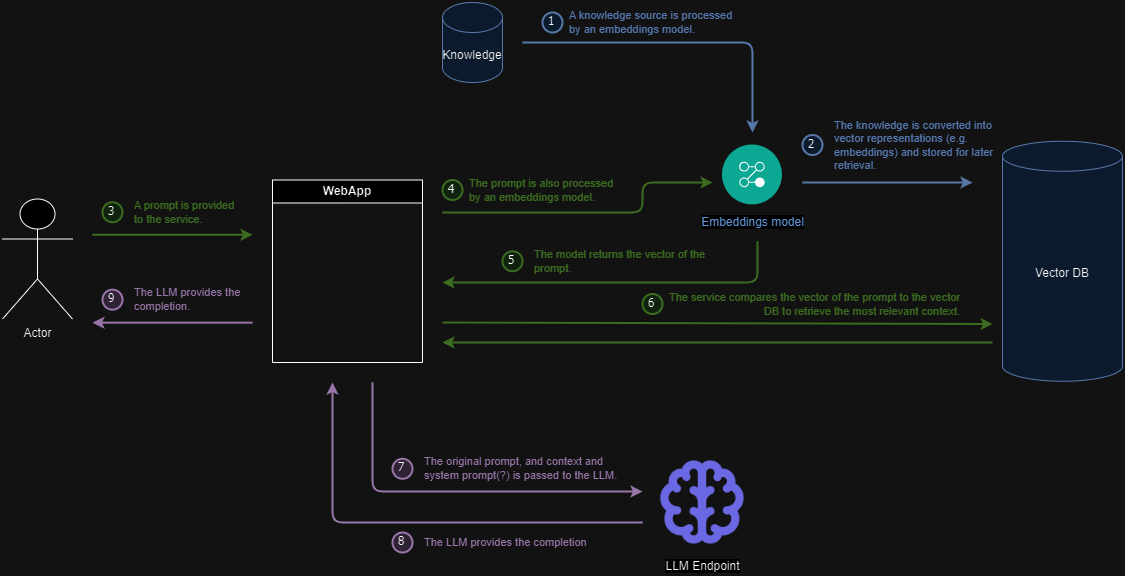 1
A knowledge source is processed
by an embeddings model.
Knowledge
2
The knowledge is converted into
vector representations (e.g.
embeddings) and stored for later
retrieval.
WebApp
3
A prompt is provided
to the service.
4
The prompt is also processed
by an embeddings model.
Embeddings model
5
The model returns the vector of the
prompt.
Vector DB
6
The service compares the vector of the prompt to the vector
DB to retrieve the most relevant context.
9
The LLM provides the
completion.
Actor
7
The original prompt, and context and
system prompt(?) is passed to the LLM.
8
The LLM provides the completion
LLM Endpoint